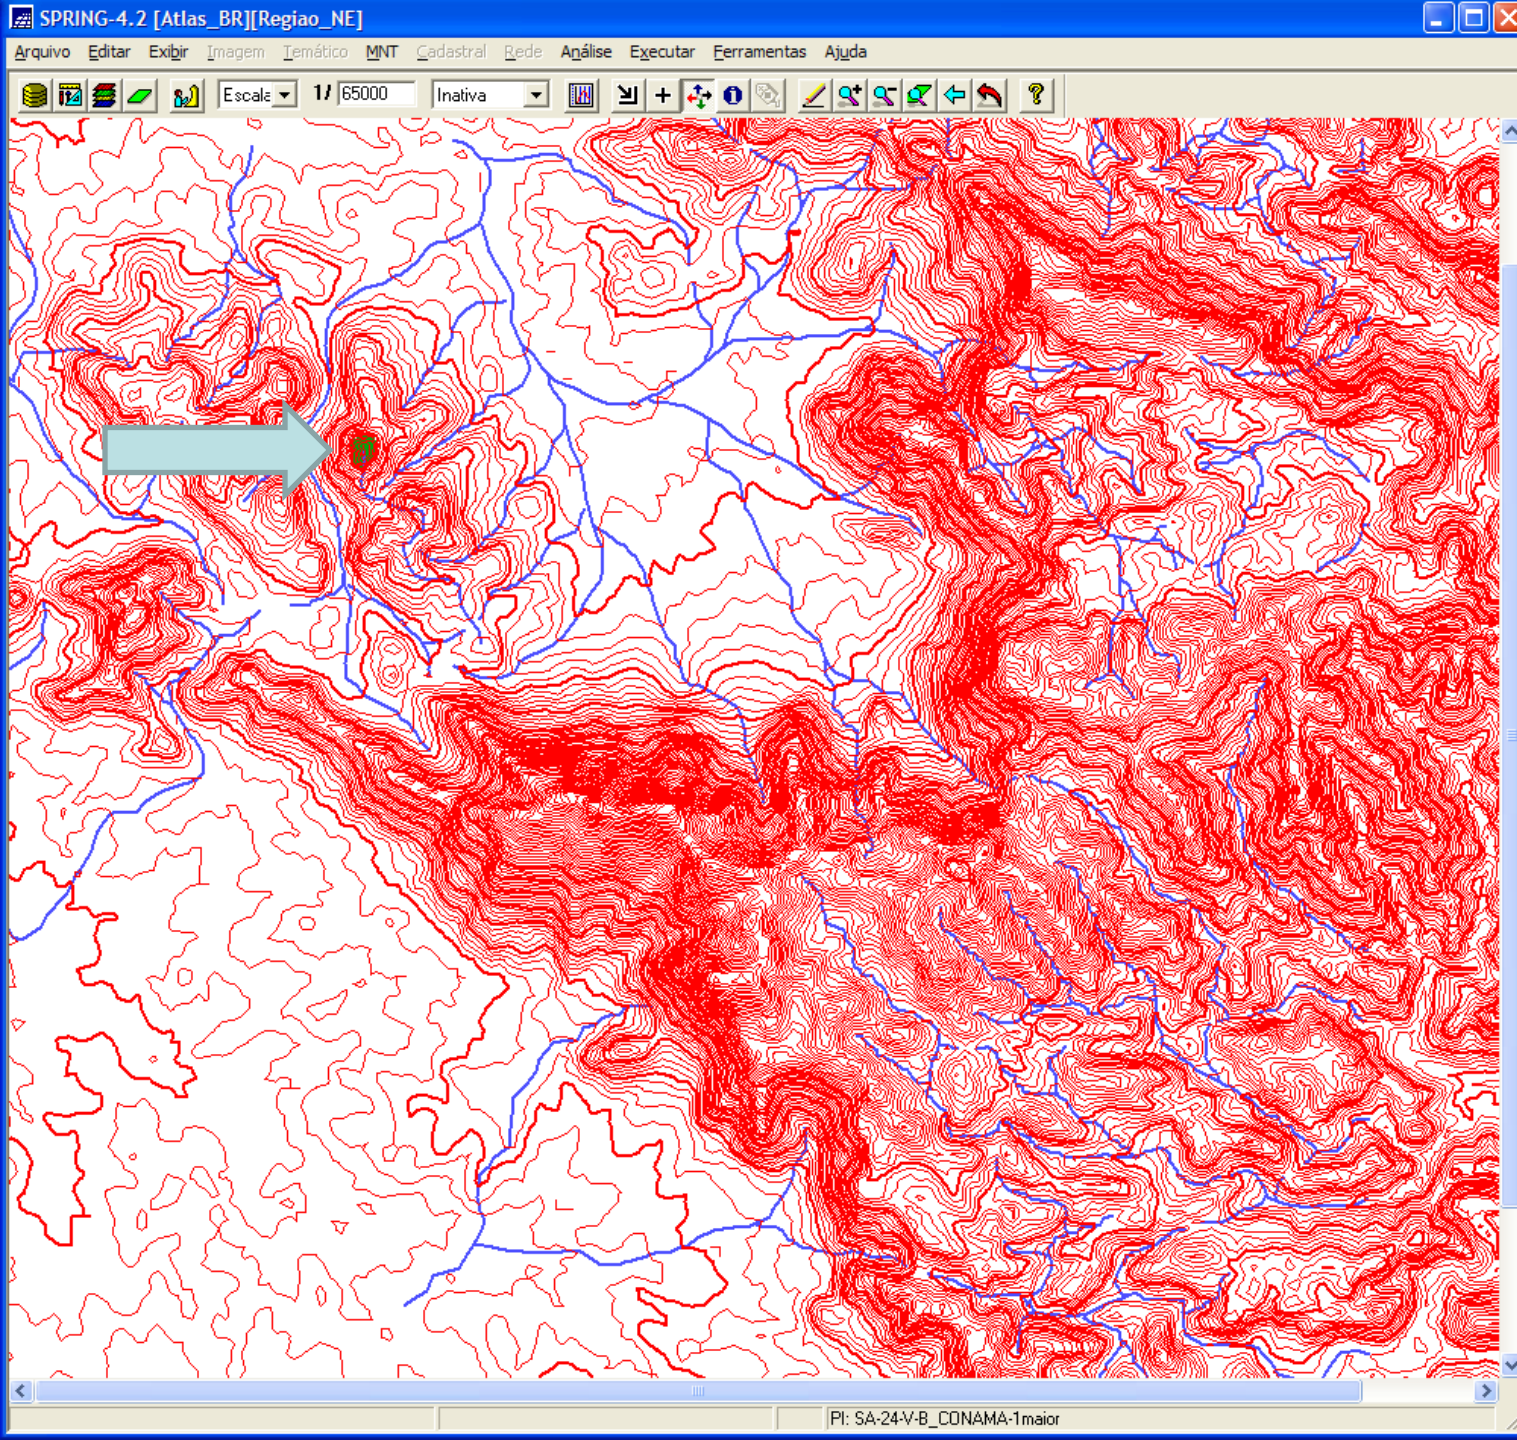 SPRING-4.2 [Atlas_BR][Regiao_NE]
Arquivo Editar Exibir Imagem Temático MNT Cadastral Rede Análise Executar Ferramentas Ajuda
Escala 1/ 65000 Inativa
PI: SA-24-V-B_CONAMA-1maior